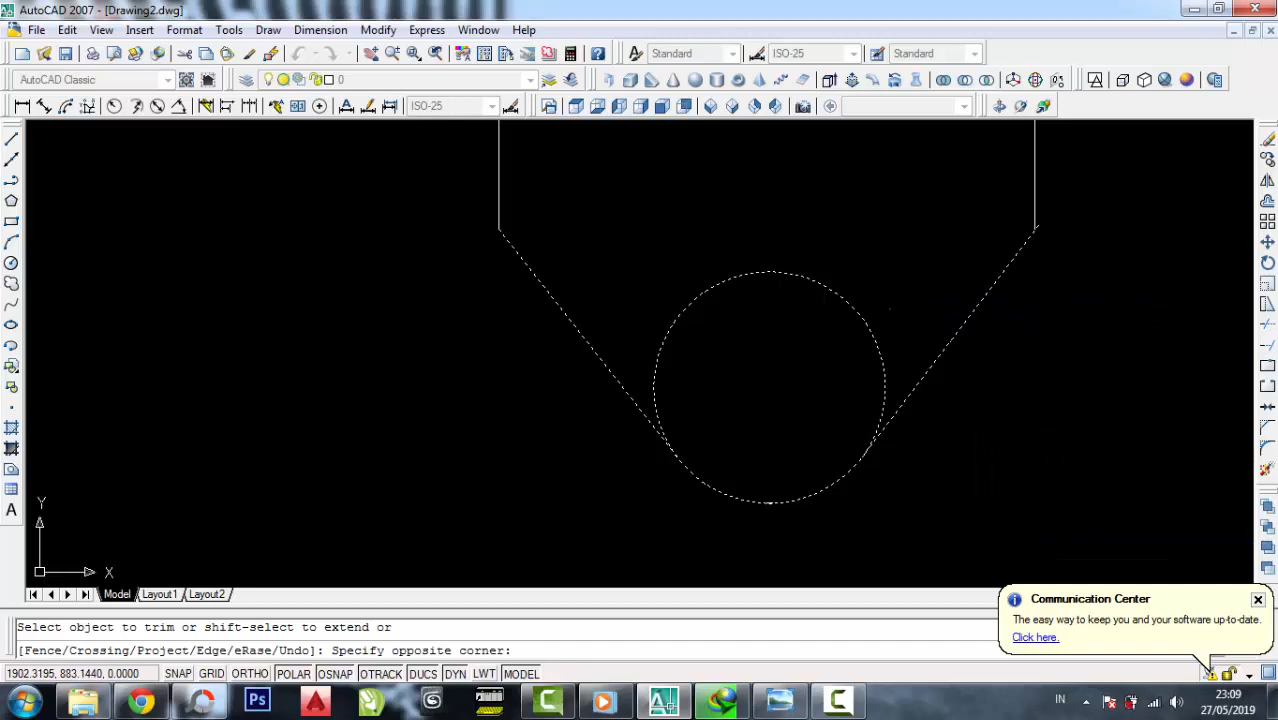 AutoCAD 2007 - [Drawing2.dwg]
File Edit View Insert Format Tools Draw Dimension Modify Express Window Help
Standard ISO-25 Standard
AutoCAD Classic 0
ISO-25
Y
X
Model Layout1 Layout2
Communication Center
The easy way to keep you and your software up-to-date.
Click here.
Select object to trim or shift-select to extend or
[Fence/Crossing/Project/Edge/eRase/Undo]: Specify opposite corner:
1902.3195, 883.1440, 0.0000 SNAP GRID ORTHO POLAR OSNAP OTRACK DUCS DYN LWT MODEL
Ps
IN
23:09
27/05/2019